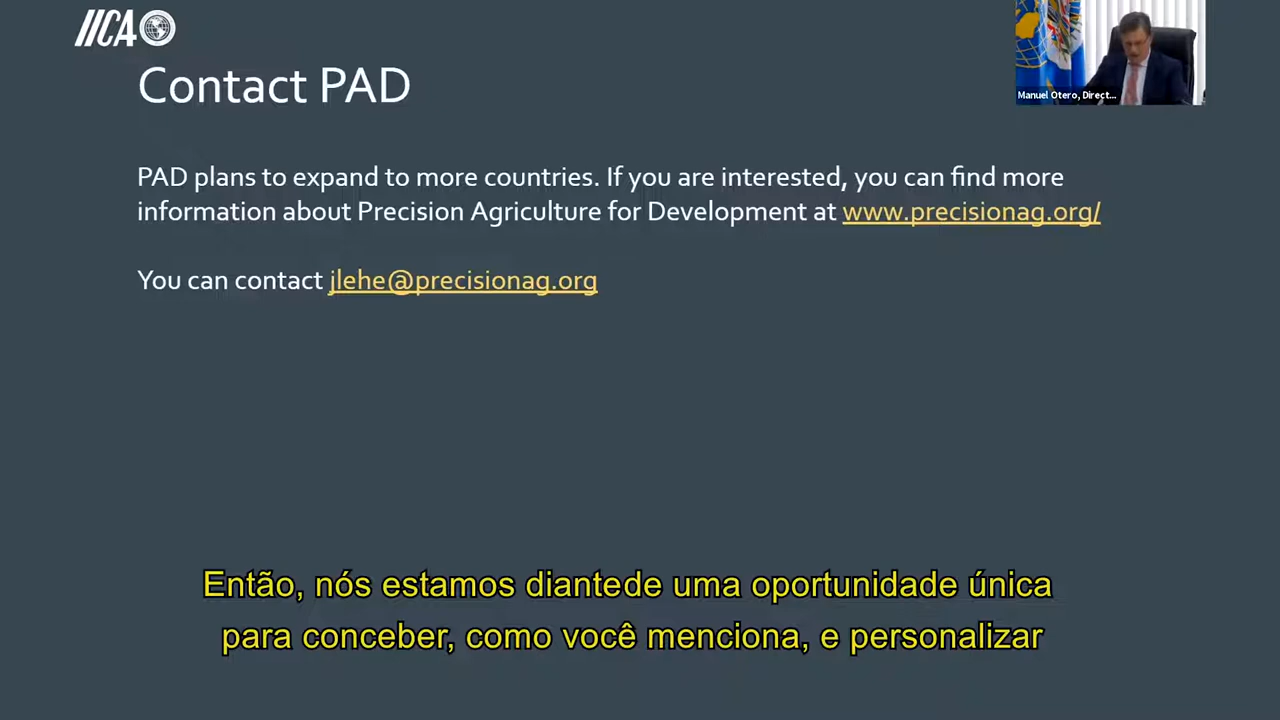 IICA
Contact PAD
Manuel Otero, Direct...
PAD plans to expand to more countries. If you are interested, you can find more
information about Precision Agriculture for Development at www.precisionag.org/
You can contact jlehe@precisionag.org
Então, nós estamos diantede uma oportunidade única
para conceber, como você menciona, e personalizar